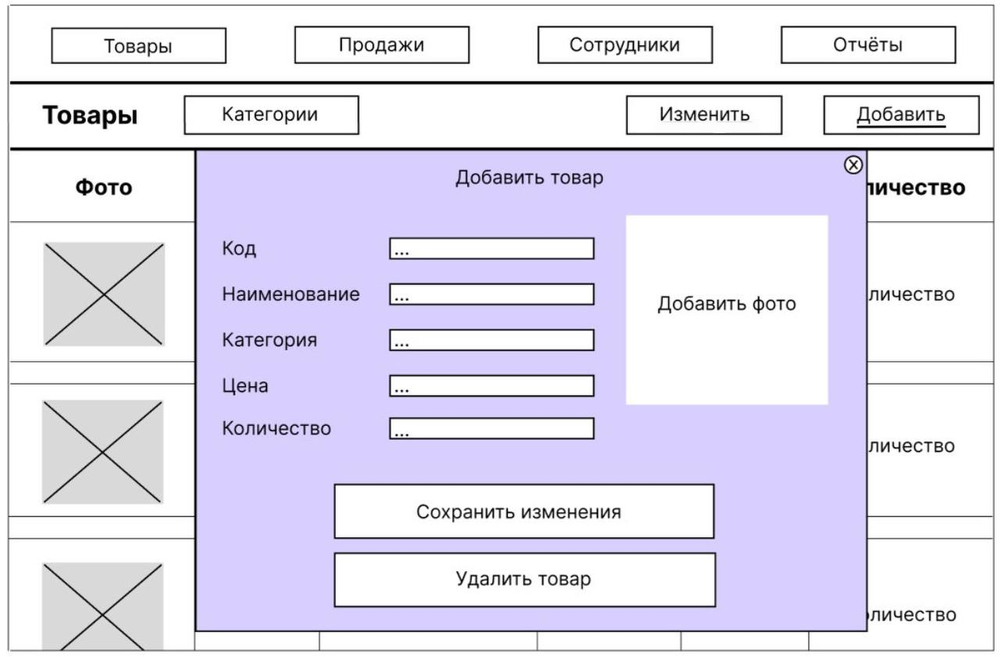 Товары Продажи Сотрудники Отчёты
Товары Категории Изменить Добавить
Добавить товар
Фото личество
Код ...
Наименование ...
личество
Добавить фото
Категория ...
Цена ...
Количество ...
личество
Сохранить изменения
Удалить товар
оличество